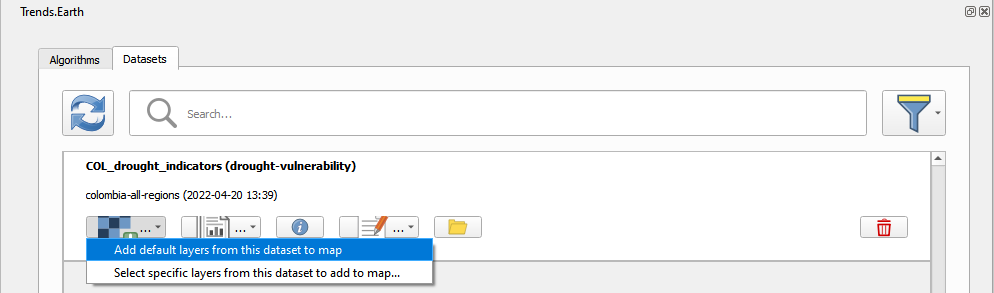 Trends.Earth
Algorithms
Datasets
Search...
COL_drought_indicators (drought-vulnerability)
colombia-all-regions (2022-04-20 13:39)
...
...
...
Add default layers from this dataset to map
Select specific layers from this dataset to add to map...